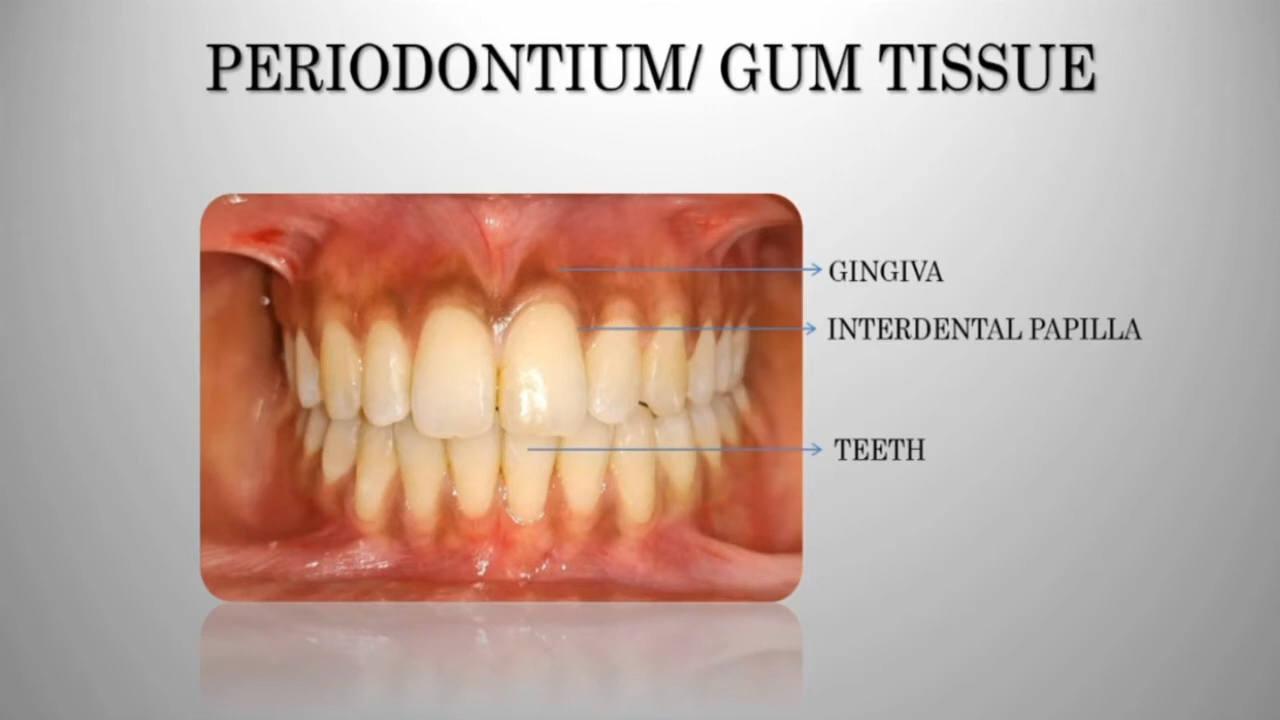 PERIODONTIUM/ GUM TISSUE
GINGIVA
INTERDENTAL PAPILLA
TEETH